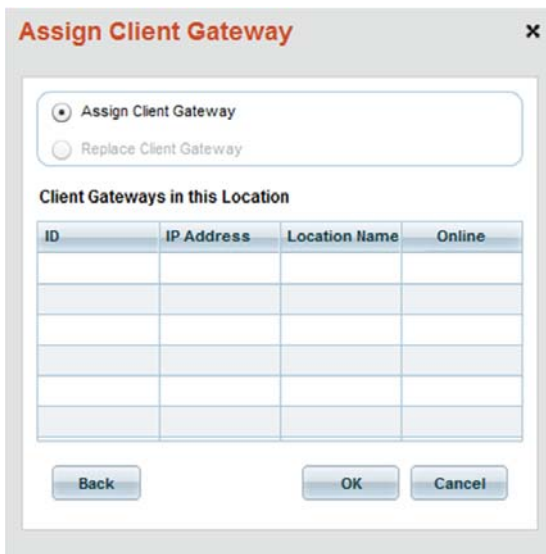 Assign Client Gateway
Assign Client Gateway
Replace Client Gateway
Client Gateways in this Location
ID IP Address Location Name Online
Back OK Cancel